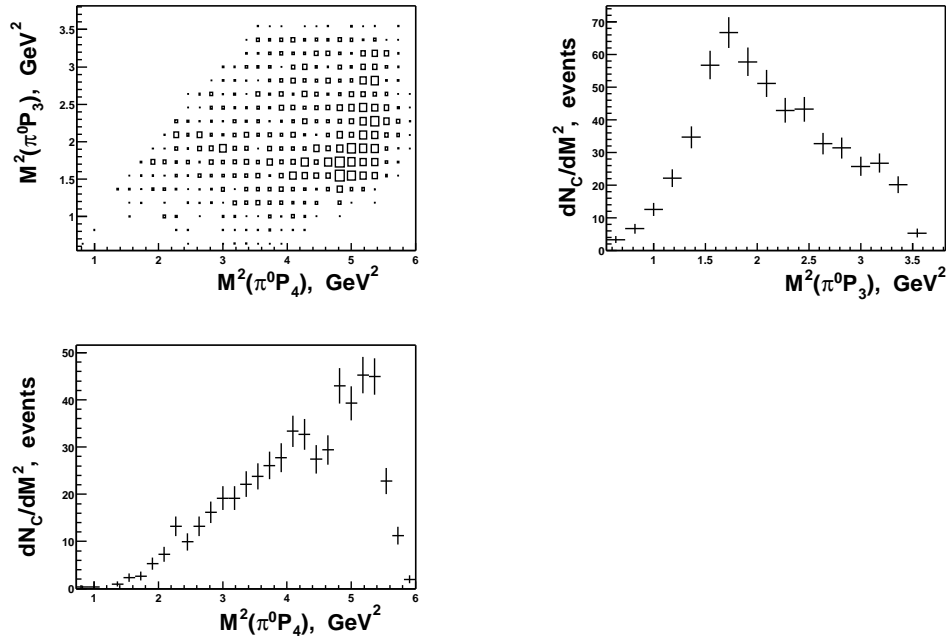 M²(π⁰P₃), GeV²
3.5
3
2.5
2
1.5
1
1 2 3 4 5 6
M²(π⁰P₄), GeV²
dN_C/dM², events
70
60
50
40
30
20
10
0
1 1.5 2 2.5 3 3.5
M²(π⁰P₃), GeV²
dN_C/dM², events
50
40
30
20
10
0
1 2 3 4 5 6
M²(π⁰P₄), GeV²